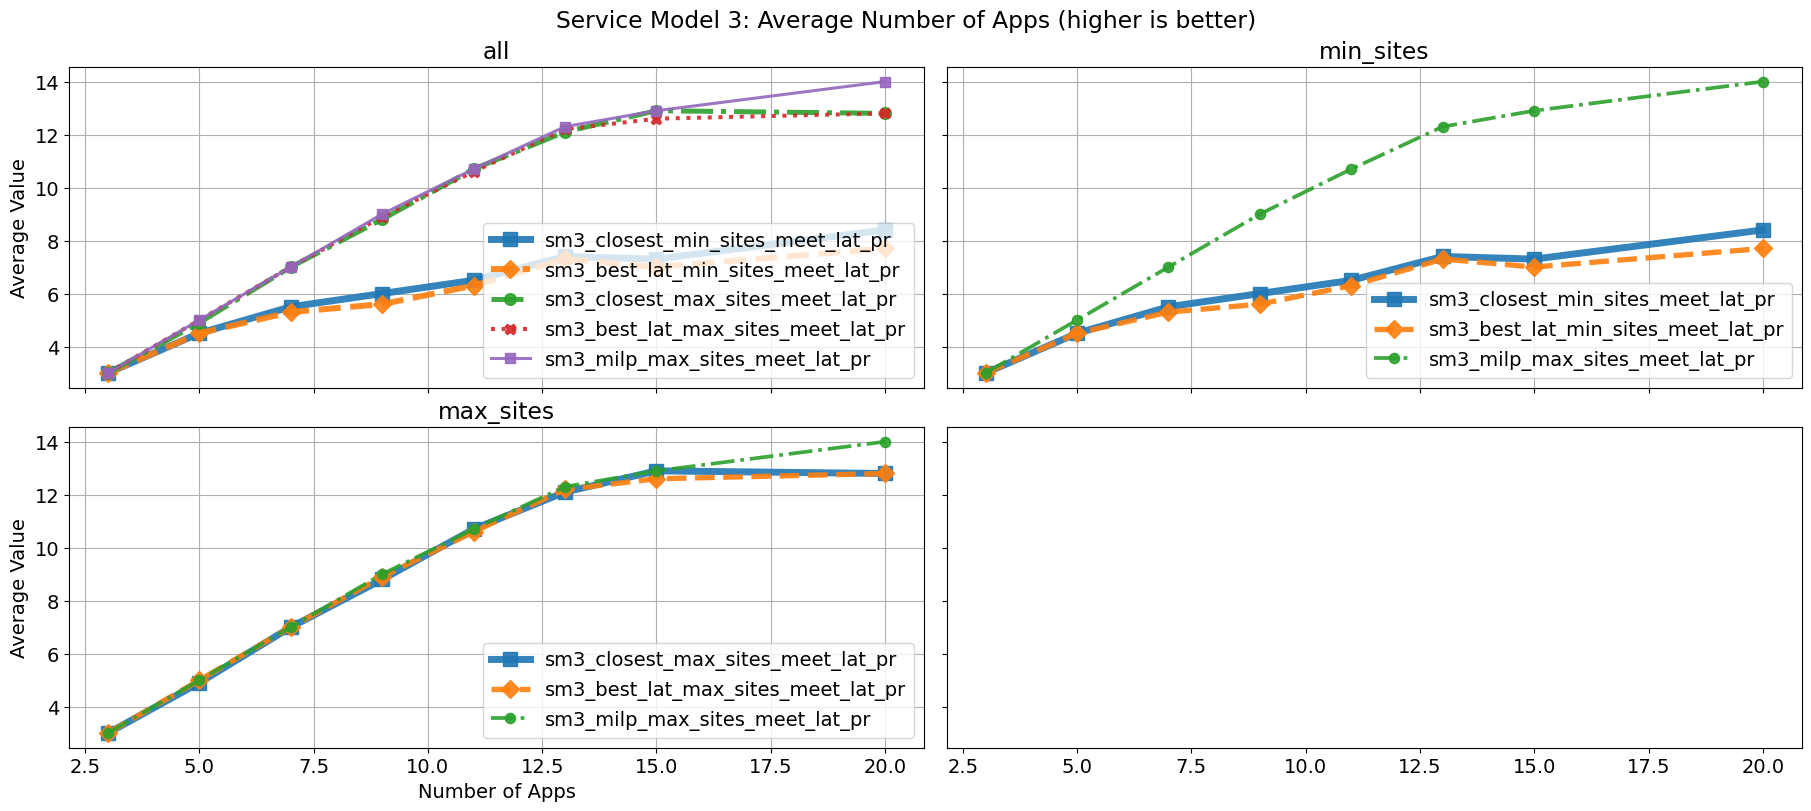 Service Model 3: Average Number of Apps (higher is better)
all
Average Value
14
12
10
8
6
4
sm3_closest_min_sites_meet_lat_pr
sm3_best_lat_min_sites_meet_lat_pr
sm3_closest_max_sites_meet_lat_pr
sm3_best_lat_max_sites_meet_lat_pr
sm3_milp_max_sites_meet_lat_pr
min_sites
sm3_closest_min_sites_meet_lat_pr
sm3_best_lat_min_sites_meet_lat_pr
sm3_milp_max_sites_meet_lat_pr
max_sites
Average Value
14
12
10
8
6
4
sm3_closest_max_sites_meet_lat_pr
sm3_best_lat_max_sites_meet_lat_pr
sm3_milp_max_sites_meet_lat_pr
2.5 5.0 7.5 10.0 12.5 15.0 17.5 20.0
Number of Apps
2.5 5.0 7.5 10.0 12.5 15.0 17.5 20.0